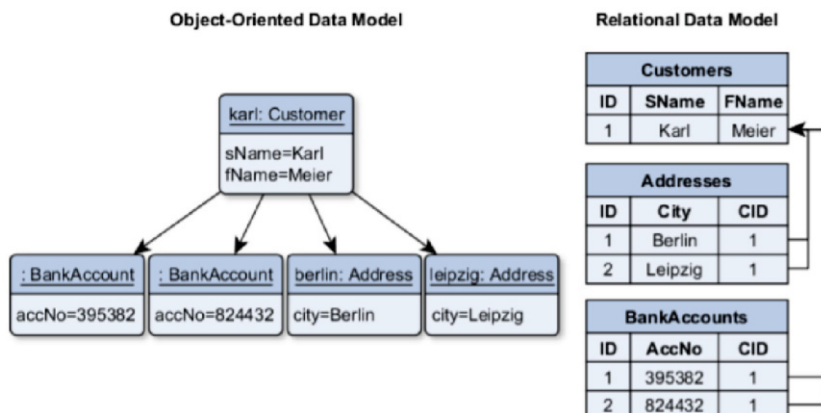 Object-Oriented Data Model
karl: Customer
sName=Karl
fName=Meier
: BankAccount
accNo=395382
: BankAccount
accNo=824432
berlin: Address
city=Berlin
leipzig: Address
city=Leipzig
Relational Data Model
Customers
ID SName FName
1 Karl Meier
Addresses
ID City CID
1 Berlin 1
2 Leipzig 1
BankAccounts
ID AccNo CID
1 395382 1
2 824432 1